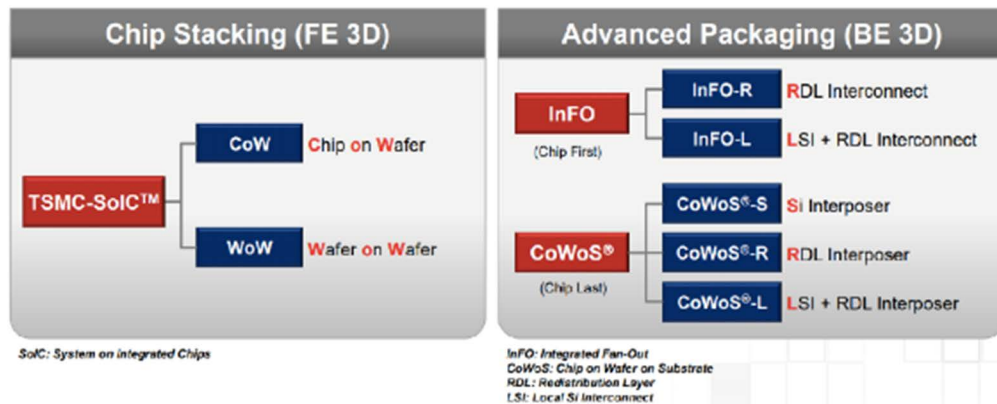 Chip Stacking (FE 3D)
TSMC-SoIC™
CoW
Chip on Wafer
WoW
Wafer on Wafer
SoIC: System on Integrated Chips
Advanced Packaging (BE 3D)
InFO
(Chip First)
InFO-R
RDL Interconnect
InFO-L
LSI + RDL Interconnect
CoWoS®
(Chip Last)
CoWoS®-S
Si Interposer
CoWoS®-R
RDL Interposer
CoWoS®-L
LSI + RDL Interposer
InFO: Integrated Fan-Out
CoWoS: Chip on Wafer on Substrate
RDL: Redistribution Layer
LSI: Local Si Interconnect